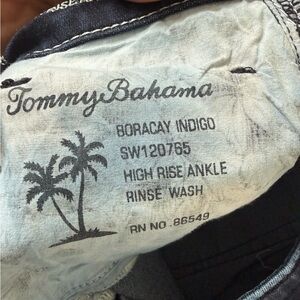 Tommy Bahama
BORACAY INDIGO
SW120765
HIGH RISE ANKLE
RINSE WASH
RN NO. 86549